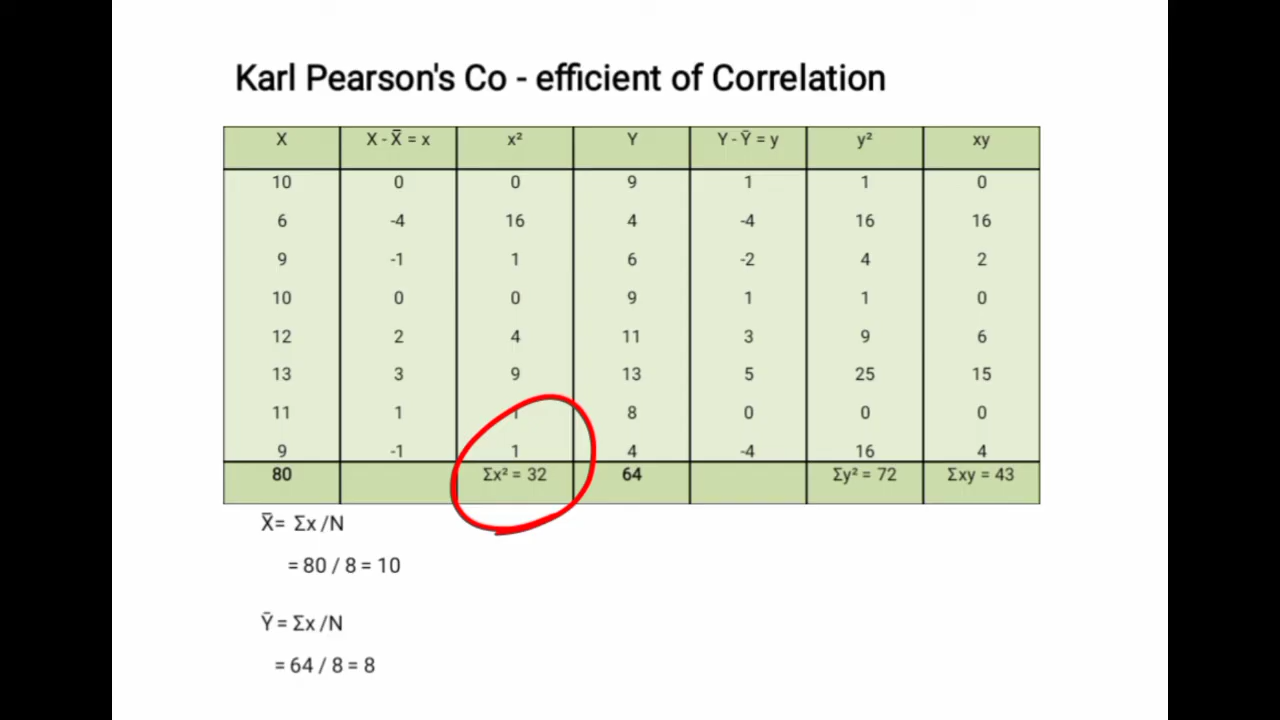 Karl Pearson's Co - efficient of Correlation
X X - X̄ = x x² Y Y - Ȳ = y y² xy
10 0 0 9 1 1 0
6 -4 16 4 -4 16 16
9 -1 1 6 -2 4 2
10 0 0 9 1 1 0
12 2 4 11 3 9 6
13 3 9 13 5 25 15
11 1 1 8 0 0 0
9 -1 1 4 -4 16 4
80 Σx² = 32 64 Σy² = 72 Σxy = 43
X̄= Σx /N
= 80 / 8 = 10
Ȳ = Σx /N
= 64 / 8 = 8